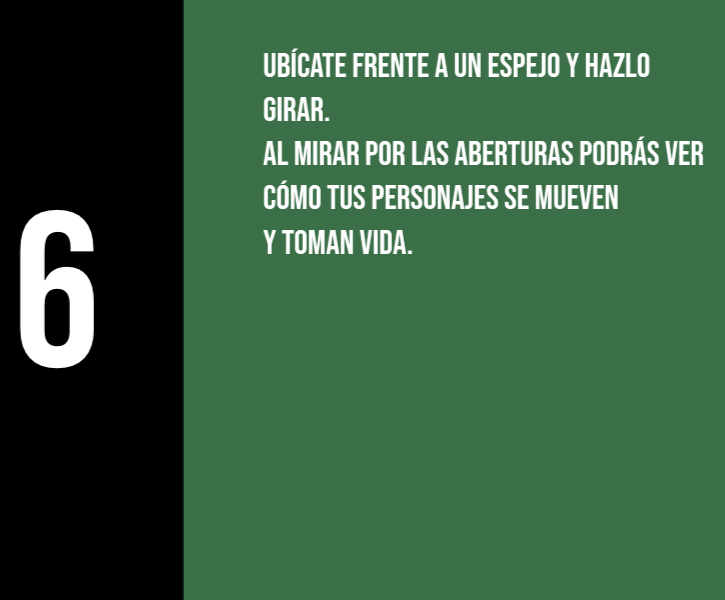 6
UBÍCATE FRENTE A UN ESPEJO Y HAZLO
GIRAR.
AL MIRAR POR LAS ABERTURAS PODRÁS VER
CÓMO TUS PERSONAJES SE MUEVEN
Y TOMAN VIDA.